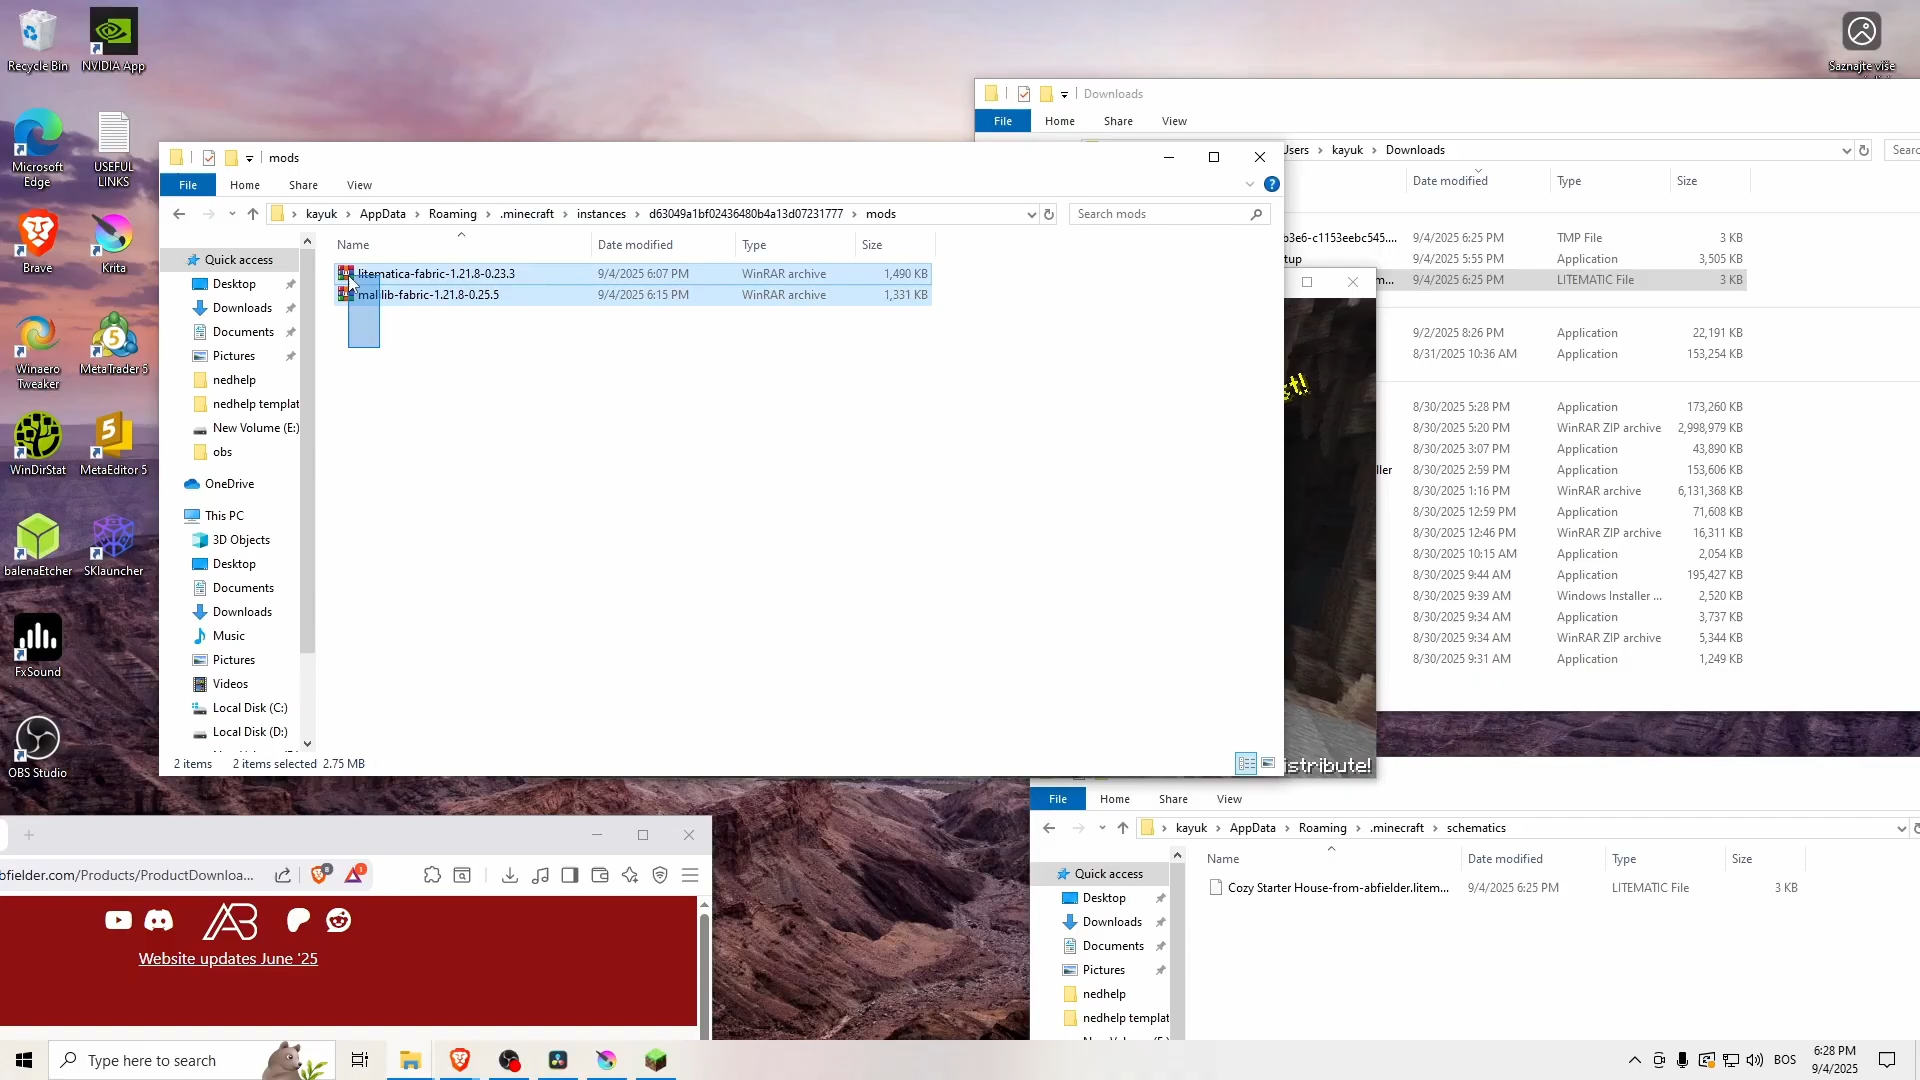 Recycle Bin
NVIDIA App
Microsoft Edge
USEFUL LINKS
Brave
Krita
Winaero Tweaker
MetaTrader 5
WinDirStat
MetaEditor 5
balenaEtcher
SKlauncher
FxSound
OBS Studio
Saznajte više
Downloads
File Home Share View
kayuk > Downloads
Date modified Type Size
b3e6-c1153eebc545.... 9/4/2025 6:25 PM TMP File 3 KB
tup 9/4/2025 5:55 PM Application 3,505 KB
m... 9/4/2025 6:25 PM LITEMATIC File 3 KB
9/2/2025 8:26 PM Application 22,191 KB
8/31/2025 10:36 AM Application 153,254 KB
8/30/2025 5:28 PM Application 173,260 KB
8/30/2025 5:20 PM WinRAR ZIP archive 2,998,979 KB
8/30/2025 3:07 PM Application 43,890 KB
ller 8/30/2025 2:59 PM Application 153,606 KB
8/30/2025 1:16 PM WinRAR archive 6,131,368 KB
8/30/2025 12:59 PM Application 71,608 KB
8/30/2025 12:46 PM WinRAR ZIP archive 16,311 KB
8/30/2025 10:15 AM Application 2,054 KB
8/30/2025 9:44 AM Application 195,427 KB
8/30/2025 9:39 AM Windows Installer ... 2,520 KB
8/30/2025 9:34 AM Application 3,737 KB
8/30/2025 9:34 AM WinRAR ZIP archive 5,344 KB
8/30/2025 9:31 AM Application 1,249 KB
mods
File Home Share View
> kayuk > AppData > Roaming > .minecraft > instances > d63049a1bf02436480b4a13d07231777 > mods
Search mods
Name Date modified Type Size
litematica-fabric-1.21.8-0.23.3 9/4/2025 6:07 PM WinRAR archive 1,490 KB
malilib-fabric-1.21.8-0.25.5 9/4/2025 6:15 PM WinRAR archive 1,331 KB
Quick access
Desktop
Downloads
Documents
Pictures
nedhelp
nedhelp templat
New Volume (E:)
obs
OneDrive
This PC
3D Objects
Desktop
Documents
Downloads
Music
Pictures
Videos
Local Disk (C:)
Local Disk (D:)
2 items 2 items selected 2.75 MB
istribute!
File Home Share View
> kayuk > AppData > Roaming > .minecraft > schematics
Name Date modified Type Size
Cozy Starter House-from-abfielder.litem... 9/4/2025 6:25 PM LITEMATIC File 3 KB
Quick access
Desktop
Downloads
Documents
Pictures
nedhelp
nedhelp templat
bfielder.com/Products/ProductDownloa...
AB
Website updates June '25
Type here to search
BOS
6:28 PM
9/4/2025